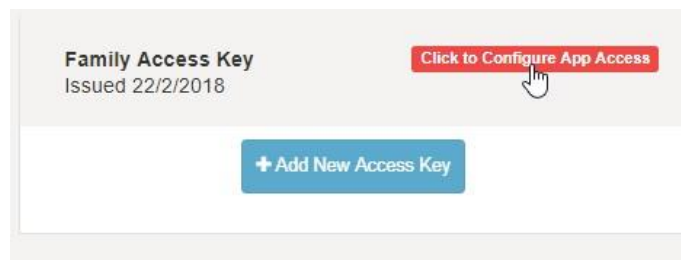 Family Access Key
Click to Configure App Access
Issued 22/2/2018
+ Add New Access Key